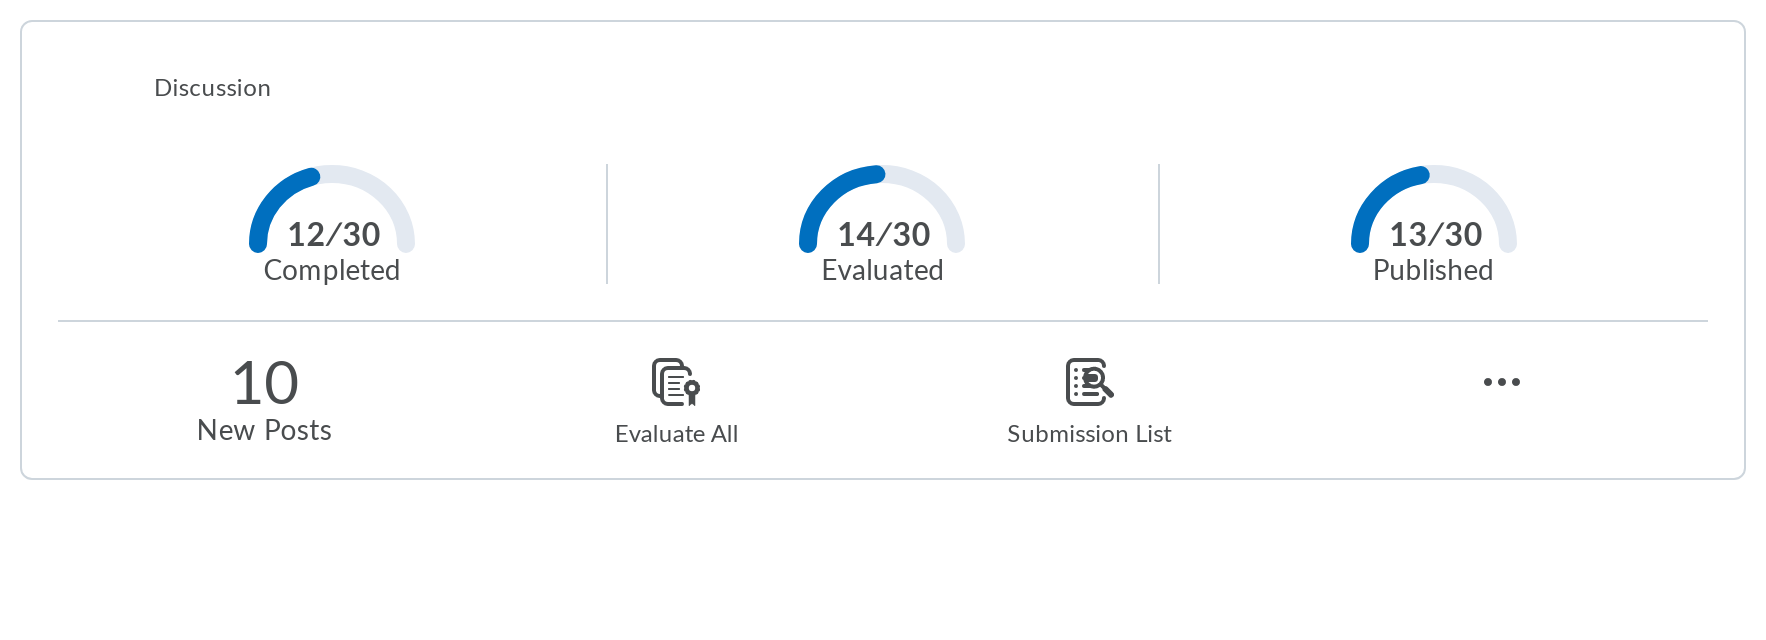 Discussion
12/30
Completed
14/30
Evaluated
13/30
Published
10
New Posts
Evaluate All
Submission List